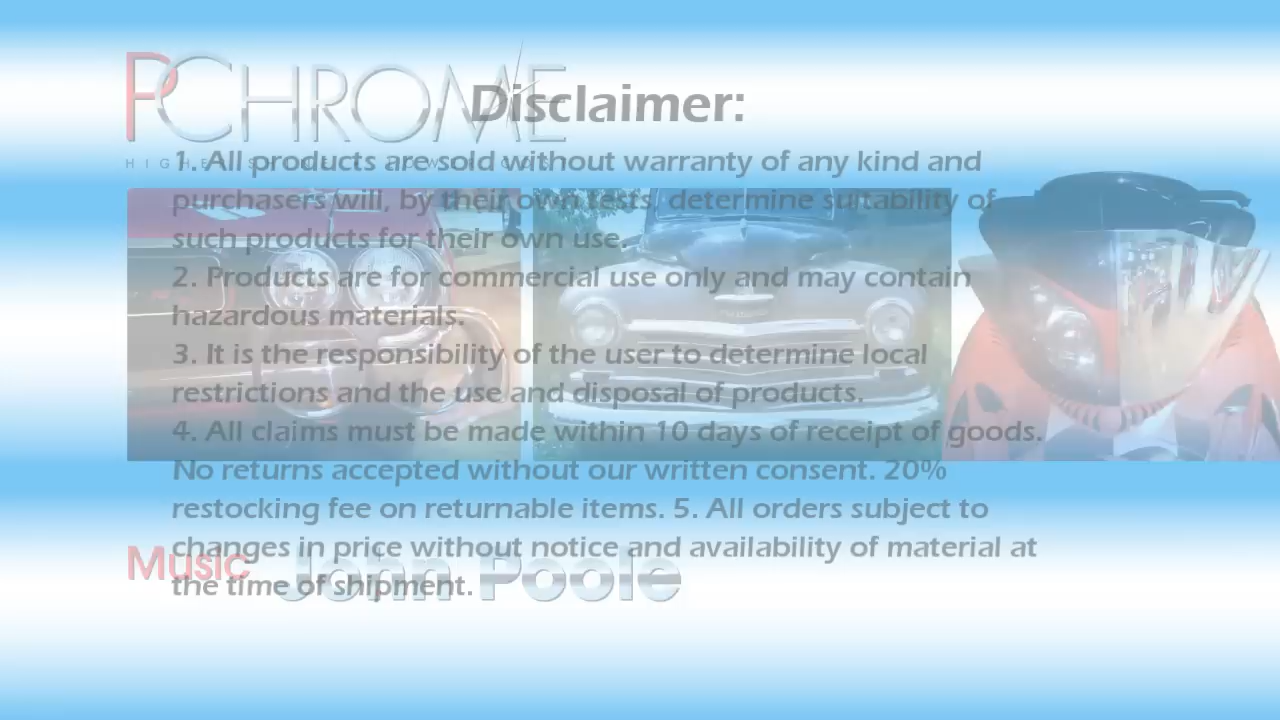 PCHROME
Disclaimer:
1. All products are sold without warranty of any kind and
purchasers will, by their own tests, determine suitability of
such products for their own use.
2. Products are for commercial use only and may contain
hazardous materials.
3. It is the responsibility of the user to determine local
restrictions and the use and disposal of products.
4. All claims must be made within 10 days of receipt of goods.
No returns accepted without our written consent. 20%
restocking fee on returnable items. 5. All orders subject to
changes in price without notice and availability of material at
the time of shipment.
Music John Poole